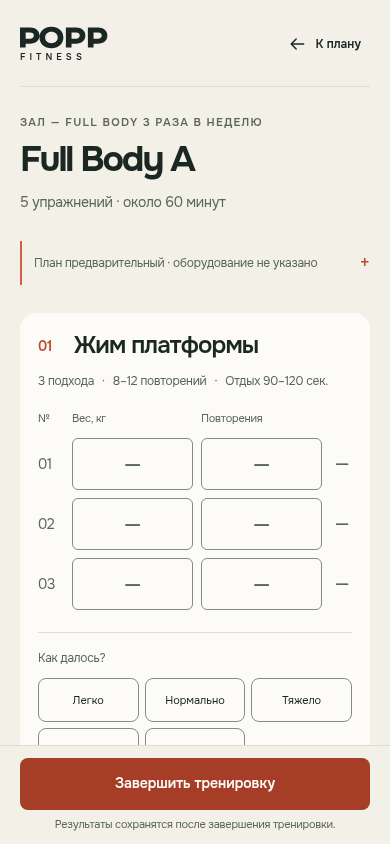 POPP
FITNESS
← К плану
ЗАЛ — FULL BODY 3 РАЗА В НЕДЕЛЮ
Full Body A
5 упражнений · около 60 минут
План предварительный · оборудование не указано +
01 Жим платформы
3 подхода · 8–12 повторений · Отдых 90–120 сек.
№ Вес, кг Повторения
01 — — —
02 — — —
03 — — —
Как далось?
Легко Нормально Тяжело
Завершить тренировку
Результаты сохранятся после завершения тренировки.